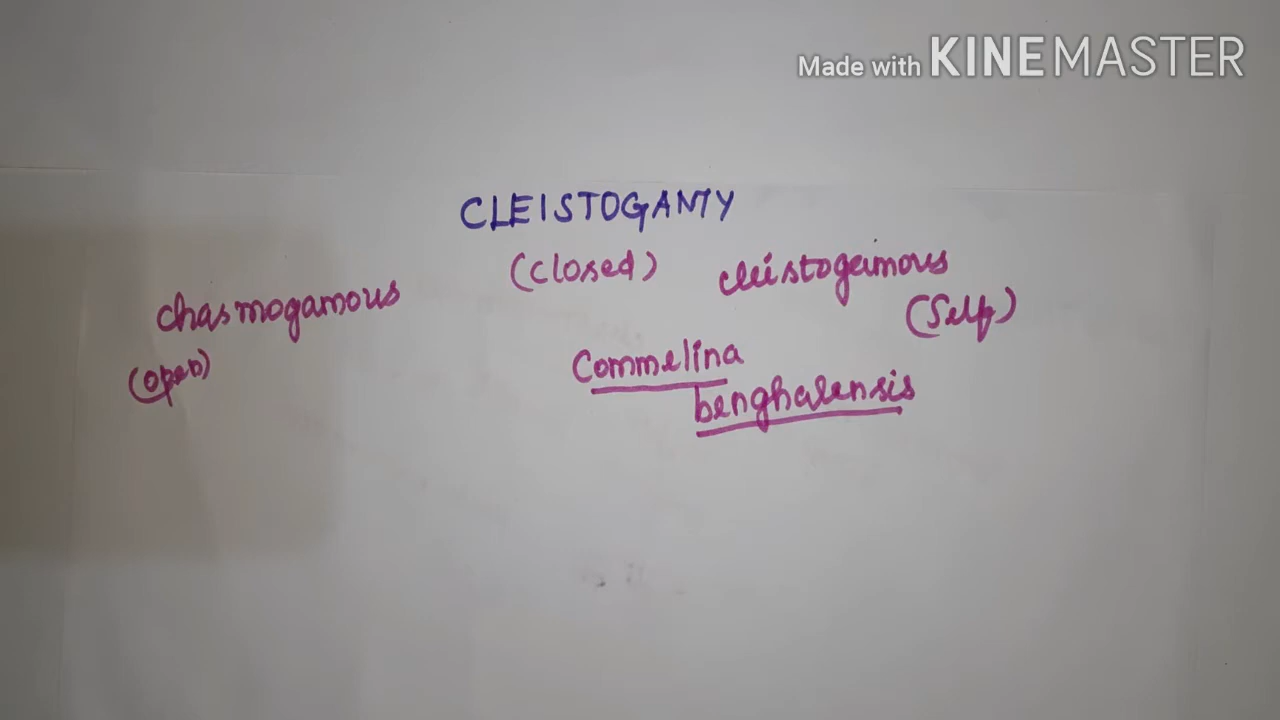 Made with KINEMASTER
CLEISTOGAMY
(closed)
cleistogamous
(Self)
chasmogamous
(open)
Commelina
benghalensis